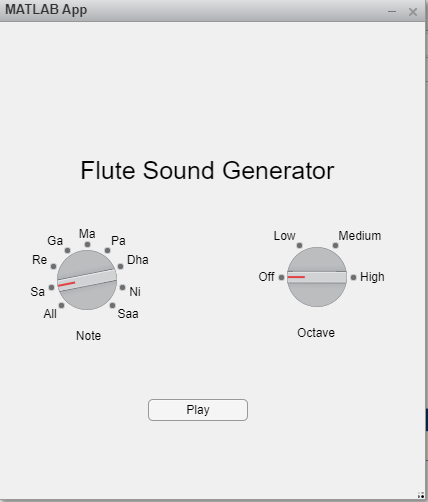 MATLAB App
Flute Sound Generator
Ma
Ga
Pa
Re
Dha
Sa
Ni
All
Saa
Note
Low
Medium
Off
High
Octave
Play